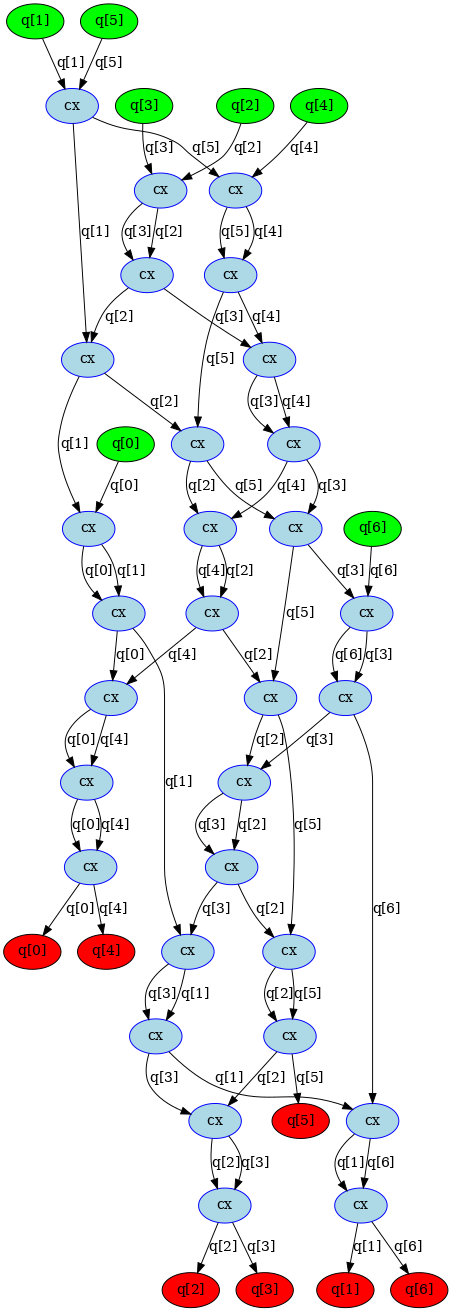 q[1] q[5]
q[1] q[5]
cx q[3] q[2] q[4]
q[3] q[5] q[2] q[4]
cx cx
q[1] q[3] q[2] q[5] q[4]
cx cx
q[2] q[3] q[4]
cx q[5] cx
q[2] q[3] q[4]
q[1] q[0] cx cx
q[0] q[2] q[5] q[4] q[3]
cx cx cx q[6]
q[0] q[1] q[4] q[2] q[3] q[6]
cx cx q[5] cx
q[0] q[4] q[2] q[6] q[3]
cx cx cx
q[0] q[4] q[2] q[3]
cx q[1] cx
q[0] q[4] q[3] q[2] q[5]
cx cx
q[0] q[4] q[3] q[2] q[6]
q[0] q[4] cx cx
q[3] q[1] q[2] q[5]
cx cx
q[3] q[1] q[2] q[5]
cx q[5] cx
q[2] q[3] q[1] q[6]
cx cx
q[2] q[3] q[1] q[6]
q[2] q[3] q[1] q[6]